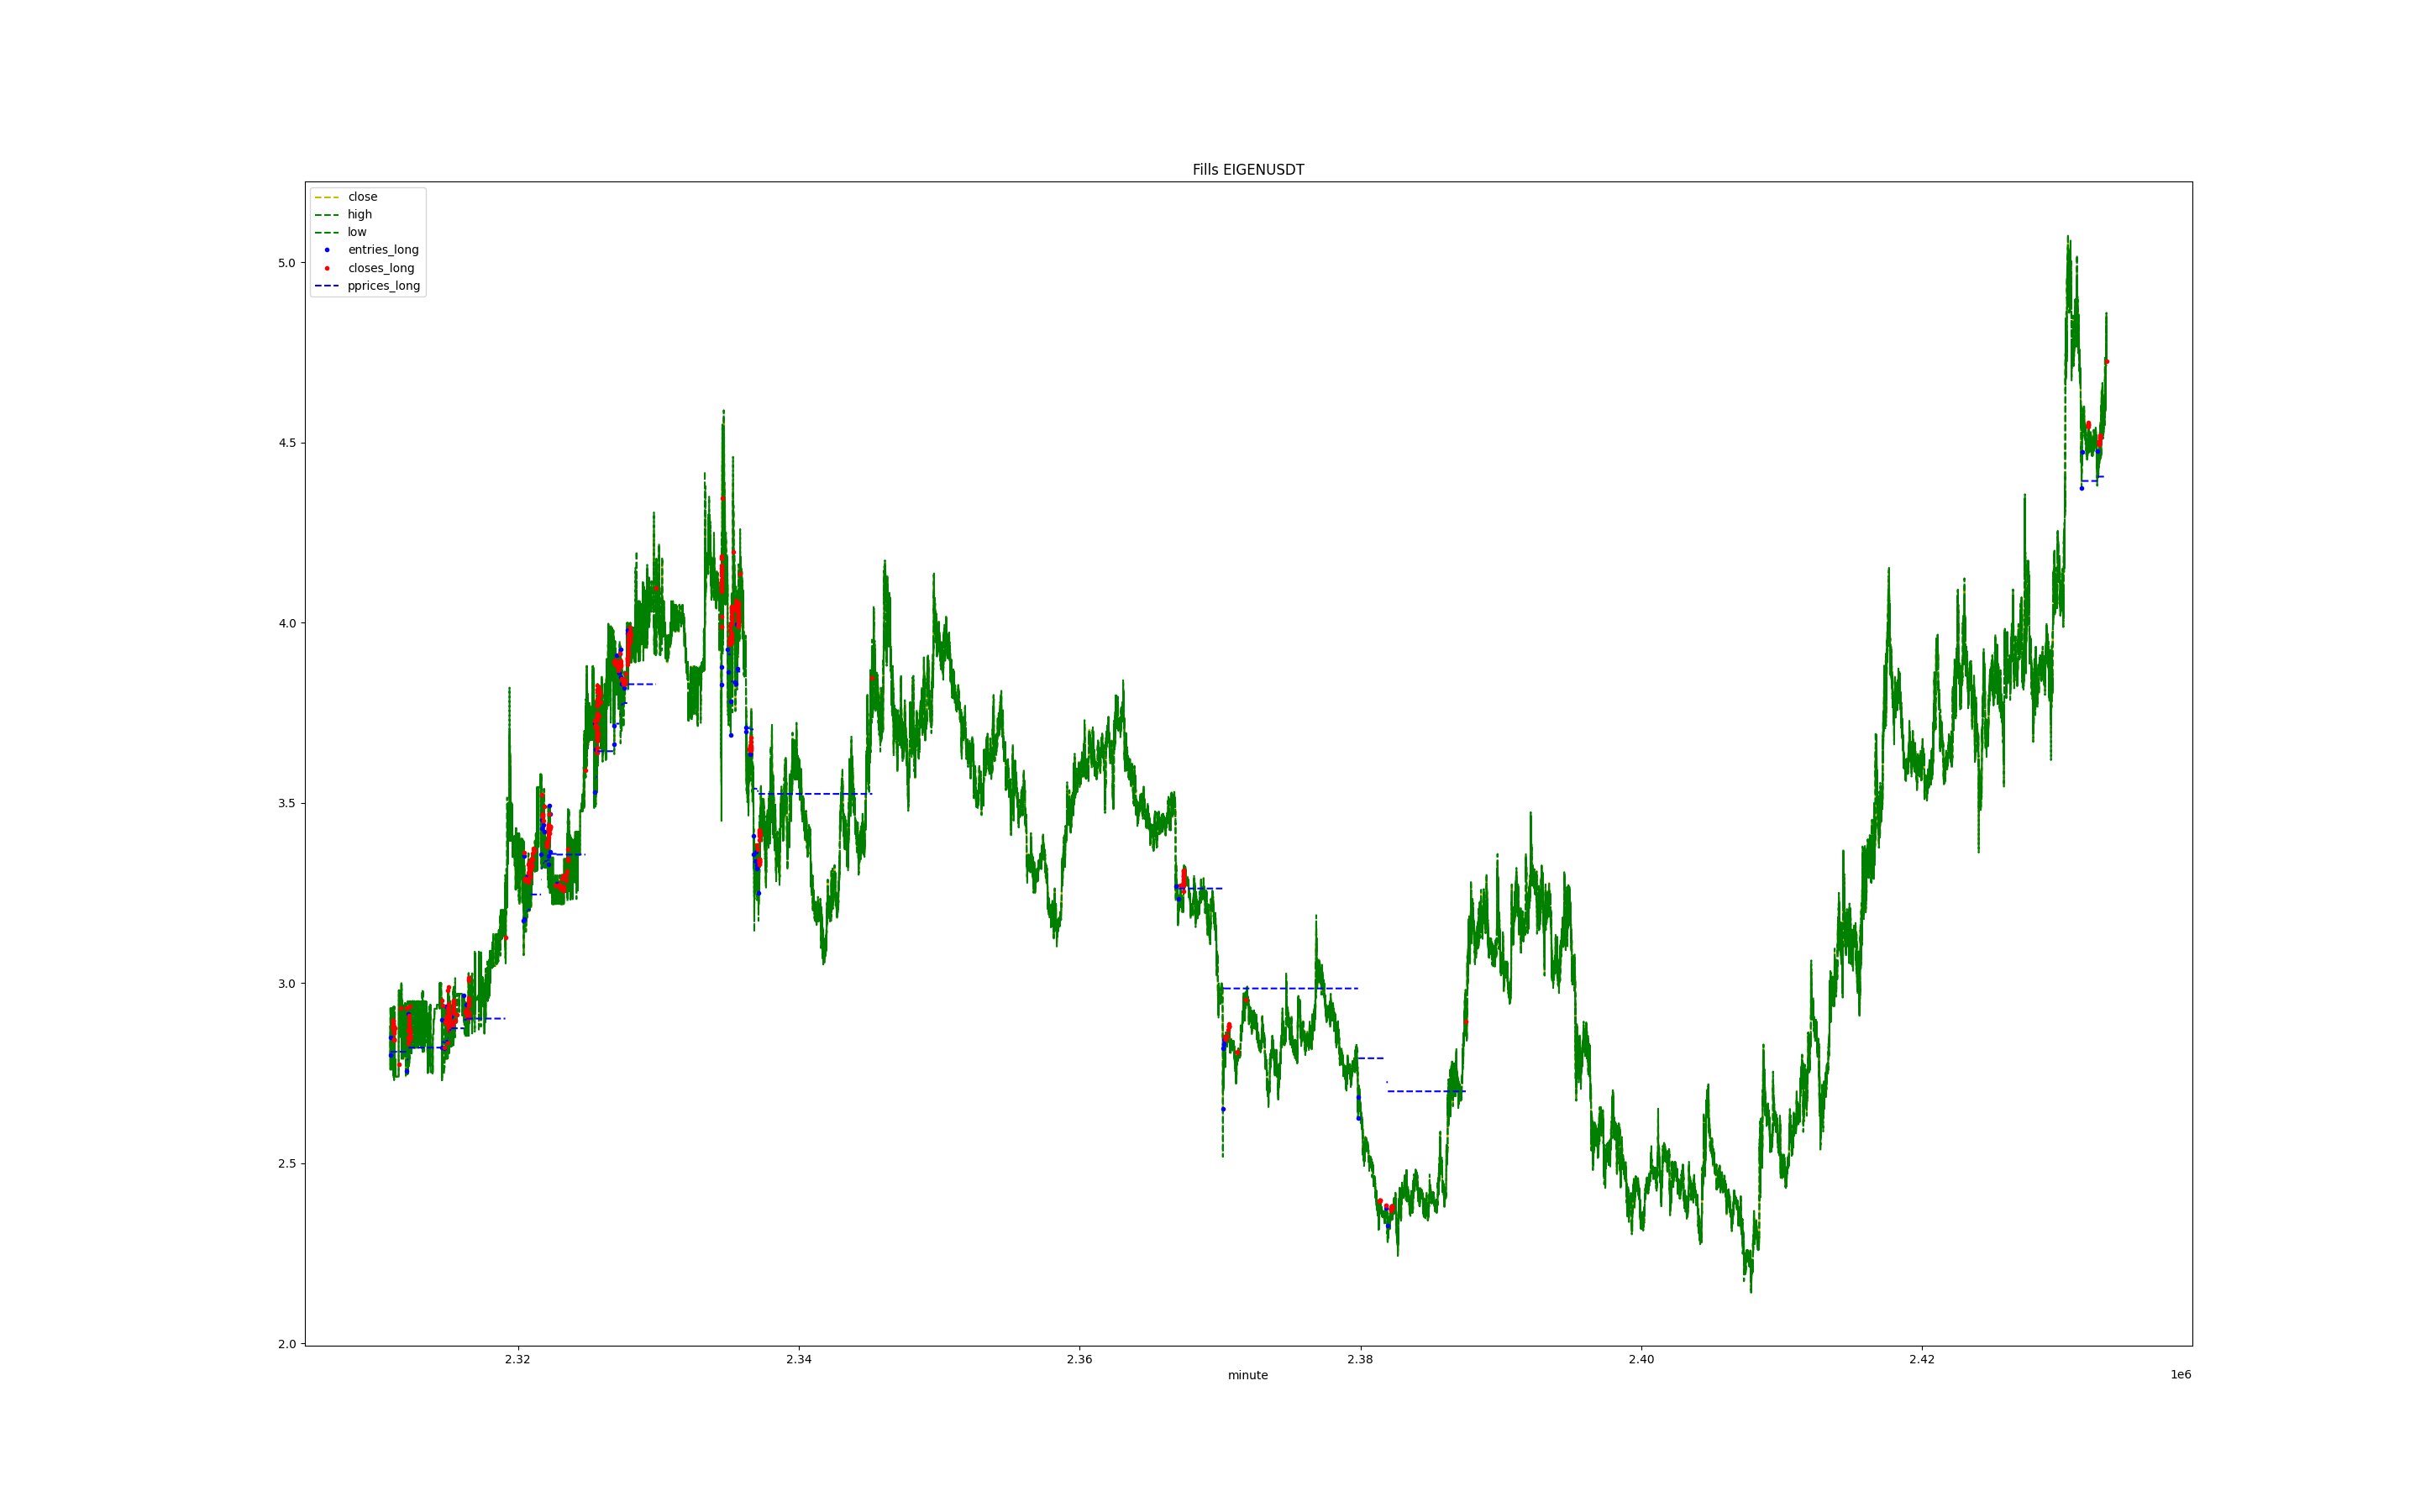 Fills EIGENUSDT
close
high
low
entries_long
closes_long
pprices_long
5.0
4.5
4.0
3.5
3.0
2.5
2.0
2.32 2.34 2.36 2.38 2.40 2.42
minute
1e6